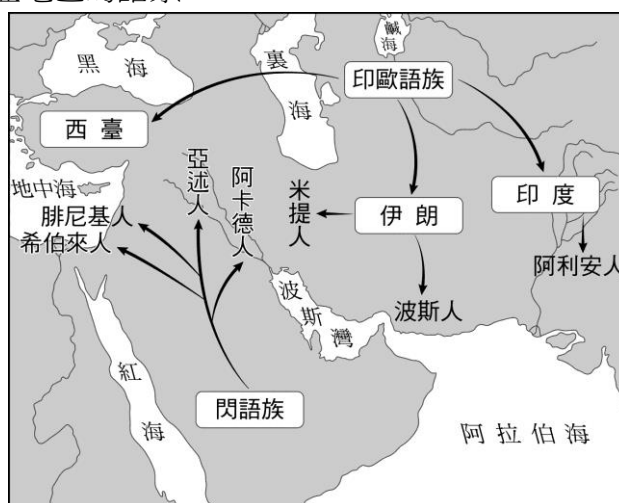 鹹海
黑海
裏海
印歐語族
西臺
亞述人
阿卡德人
米提人
伊朗
印度
地中海
腓尼基人
希伯來人
阿利安人
波斯灣
波斯人
紅海
閃語族
阿拉伯海